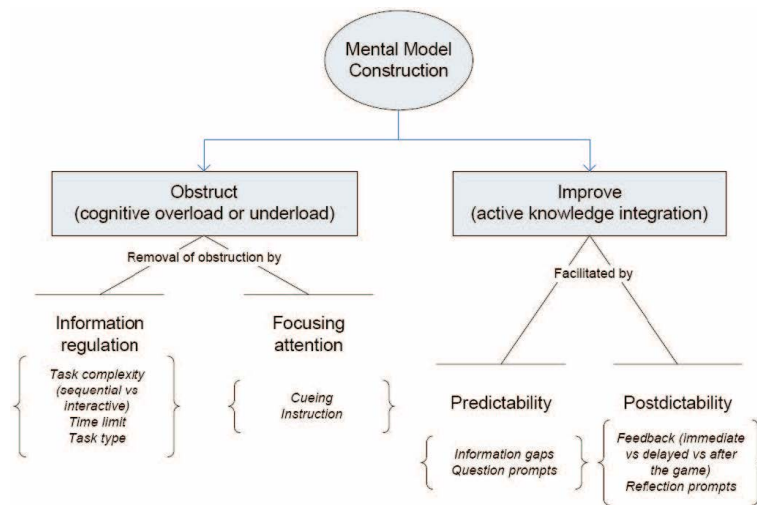 Mental Model
Construction
Obstruct
(cognitive overload or underload)
Improve
(active knowledge integration)
Removal of obstruction by
Facilitated by
Information
regulation
Focusing
attention
Task complexity
(sequential vs
interactive)
Time limit
Task type
Cueing
Instruction
Predictability
Postdictability
Information gaps
Question prompts
Feedback (immediate
vs delayed vs after
the game)
Reflection prompts